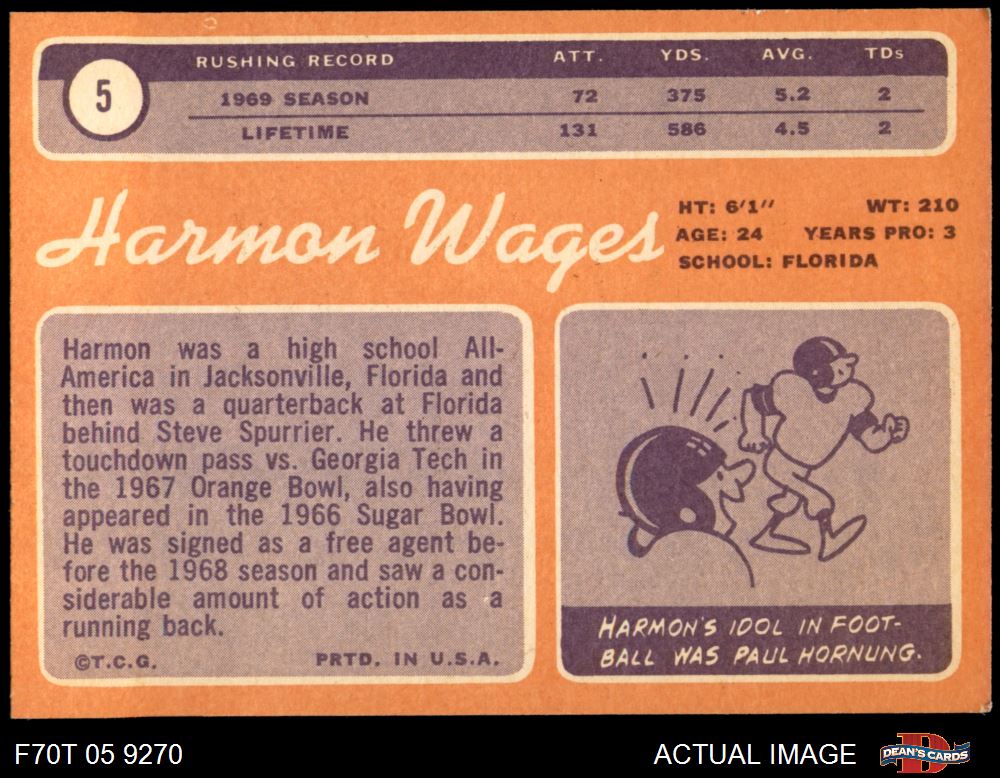 5
RUSHING RECORD ATT. YDS. AVG. TDs
1969 SEASON 72 375 5.2 2
LIFETIME 131 586 4.5 2
Harmon Wages
HT: 6'1" WT: 210
AGE: 24 YEARS PRO: 3
SCHOOL: FLORIDA
Harmon was a high school All-
America in Jacksonville, Florida and
then was a quarterback at Florida
behind Steve Spurrier. He threw a
touchdown pass vs. Georgia Tech in
the 1967 Orange Bowl, also having
appeared in the 1966 Sugar Bowl.
He was signed as a free agent be-
fore the 1968 season and saw a con-
siderable amount of action as a
running back.
©T.C.G. PRTD. IN U.S.A.
HARMON'S IDOL IN FOOT-
BALL WAS PAUL HORNUNG.
F70T 05 9270 ACTUAL IMAGE D DEAN'S CARDS